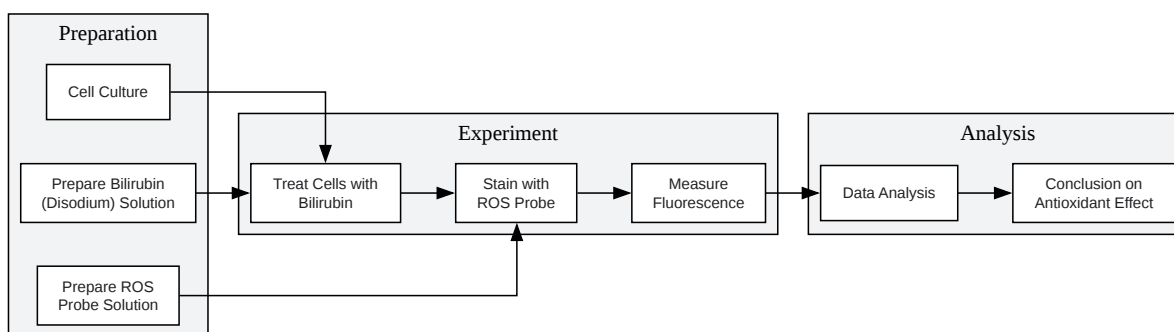 Preparation
Cell Culture
Prepare Bilirubin
(Disodium) Solution
Prepare ROS
Probe Solution
Experiment
Treat Cells with
Bilirubin
Stain with
ROS Probe
Measure
Fluorescence
Analysis
Data Analysis
Conclusion on
Antioxidant Effect